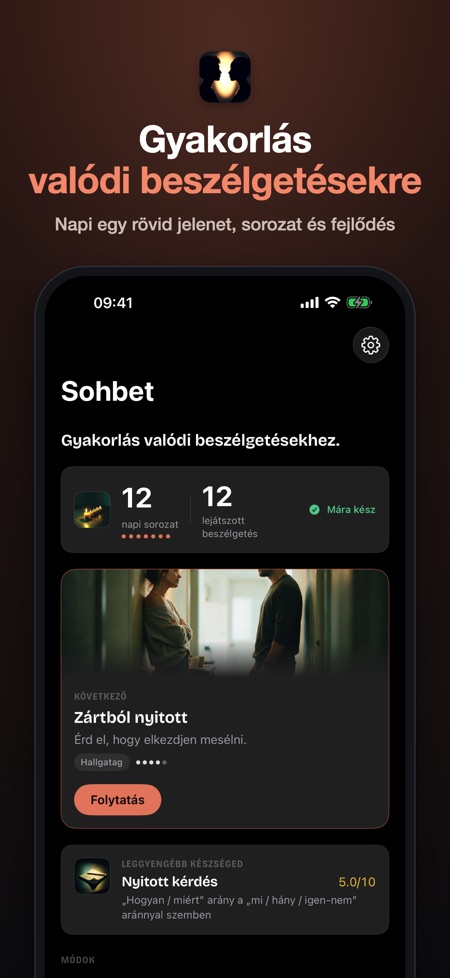 Gyakorlás
valódi beszélgetésekre
Napi egy rövid jelenet, sorozat és fejlődés
09:41
Sohbet
Gyakorlás valódi beszélgetésekhez.
12
napi sorozat
12
lejátszott
beszélgetés
Mára kész
KÖVETKEZŐ
Zártból nyitott
Érd el, hogy elkezdjen mesélni.
Hallgatag
Folytatás
LEGGYENGÉBB KÉSZSÉGED
Nyitott kérdés
5.0/10
„Hogyan / miért” arány a „mi / hány / igen-nem”
aránnyal szemben
MÓDOK